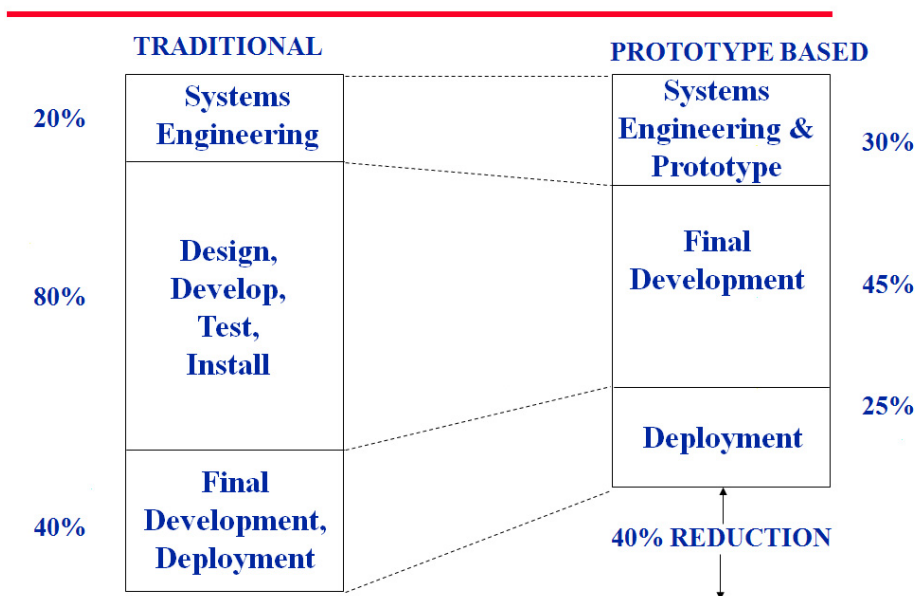 TRADITIONAL
PROTOTYPE BASED
20%
Systems
Engineering
Systems
Engineering &
Prototype
30%
80%
Design,
Develop,
Test,
Install
Final
Development
45%
25%
Deployment
40%
Final
Development,
Deployment
40% REDUCTION